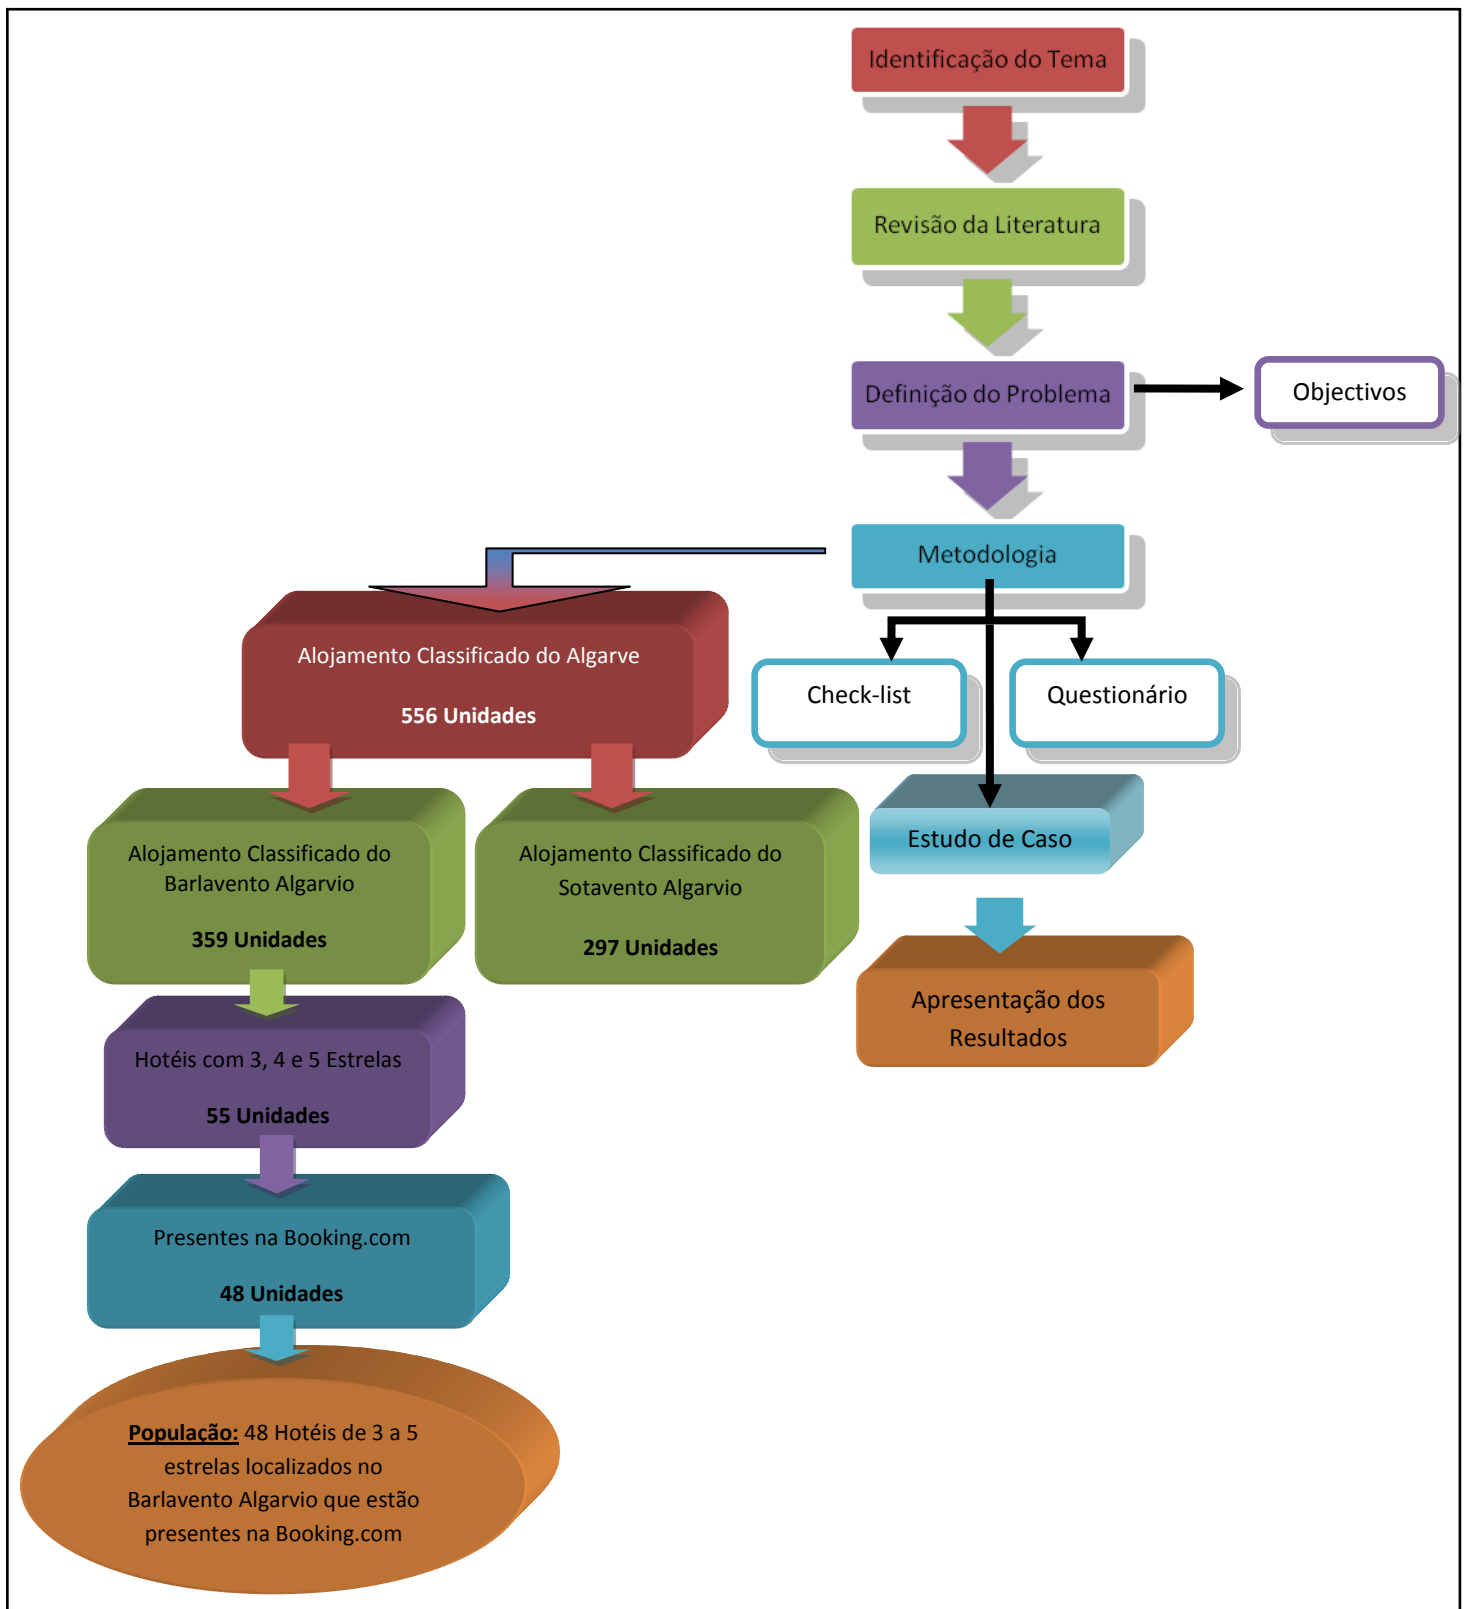 Identificação do Tema
Revisão da Literatura
Definição do Problema
Objectivos
Metodologia
Alojamento Classificado do Algarve
556 Unidades
Check-list
Questionário
Alojamento Classificado do
Barlavento Algarvio
359 Unidades
Alojamento Classificado do
Sotavento Algarvio
297 Unidades
Estudo de Caso
Apresentação dos
Resultados
Hotéis com 3, 4 e 5 Estrelas
55 Unidades
Presentes na Booking.com
48 Unidades
População: 48 Hotéis de 3 a 5
estrelas localizados no
Barlavento Algarvio que estão
presentes na Booking.com